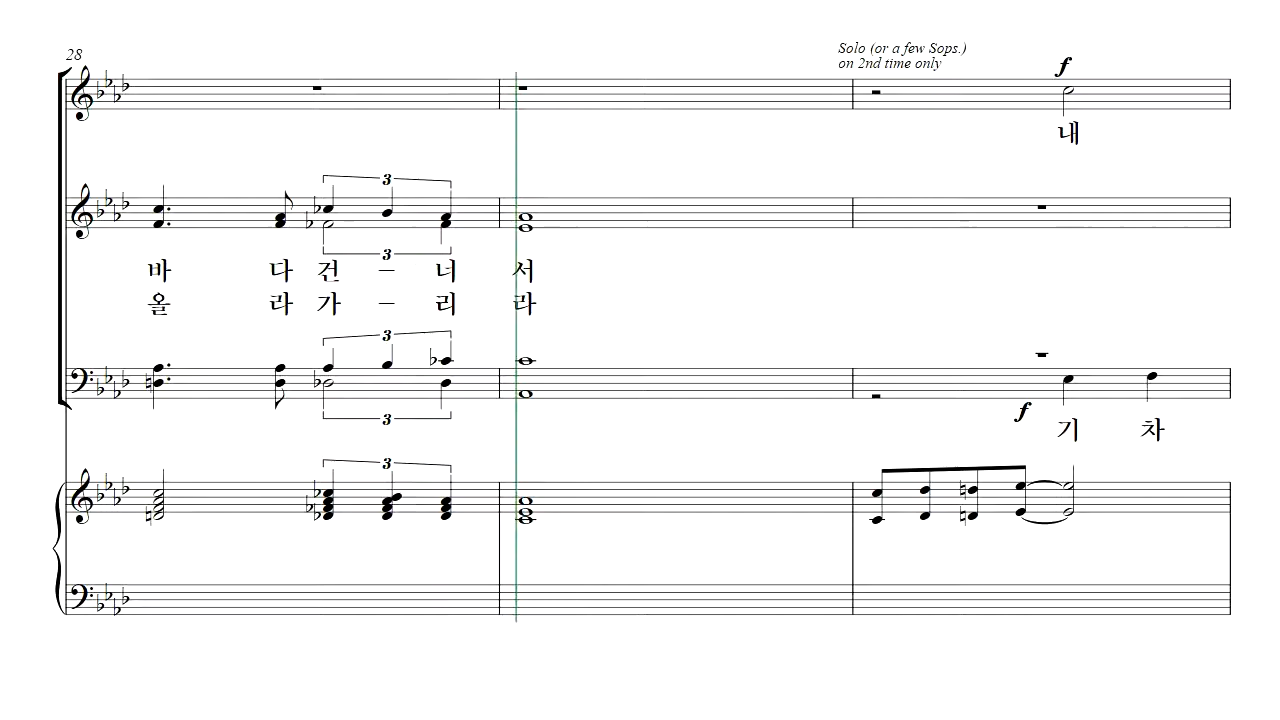 28
Solo (or a few Sops.)
on 2nd time only
f
내
3
3
바 다 건 – 너 서
올 라 가 – 리 라
3
3
f
기 차
3